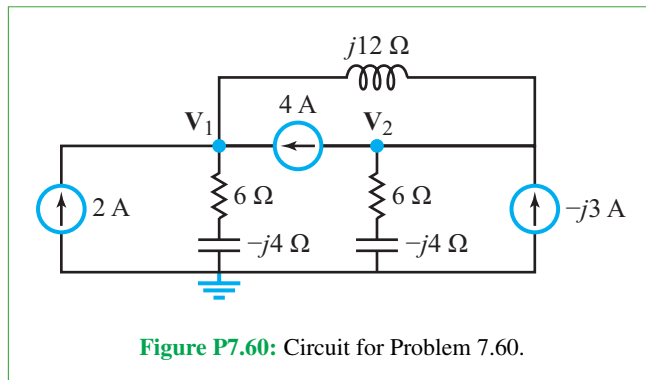 j12 Ω
4 A
V1
V2
2 A
6 Ω
6 Ω
−j3 A
−j4 Ω
−j4 Ω
Figure P7.60: Circuit for Problem 7.60.